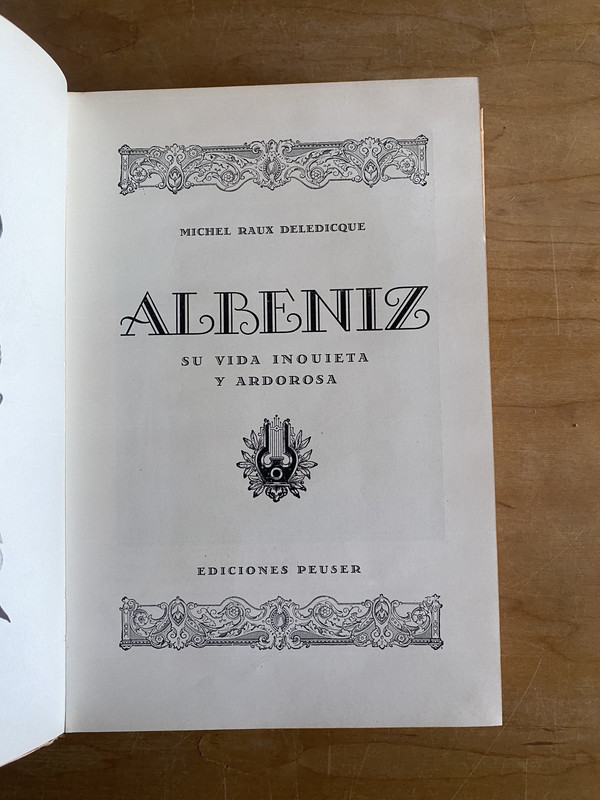 MICHEL RAUX DELEDICQUE
ALBENIZ
SU VIDA INQUIETA
Y ARDOROSA
EDICIONES PEUSER